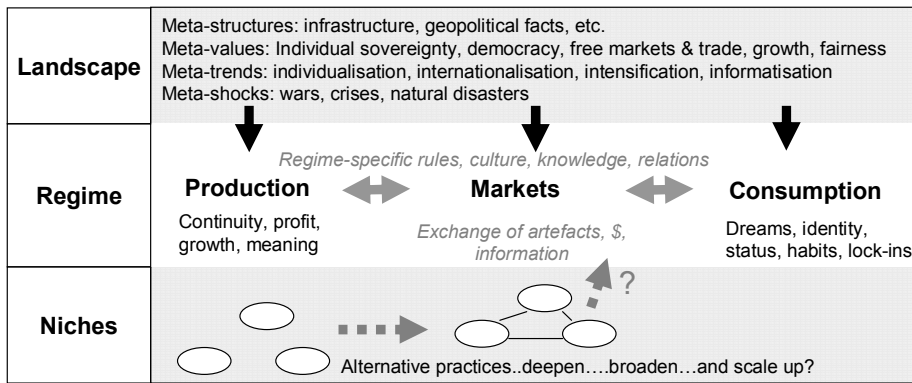 Landscape
Meta-structures: infrastructure, geopolitical facts, etc.
Meta-values: Individual sovereignty, democracy, free markets & trade, growth, fairness
Meta-trends: individualisation, internationalisation, intensification, informatisation
Meta-shocks: wars, crises, natural disasters
Regime
Regime-specific rules, culture, knowledge, relations
Production
Markets
Consumption
Continuity, profit,
growth, meaning
Exchange of artefacts, $,
information
Dreams, identity,
status, habits, lock-ins
Niches
?
Alternative practices..deepen....broaden...and scale up?